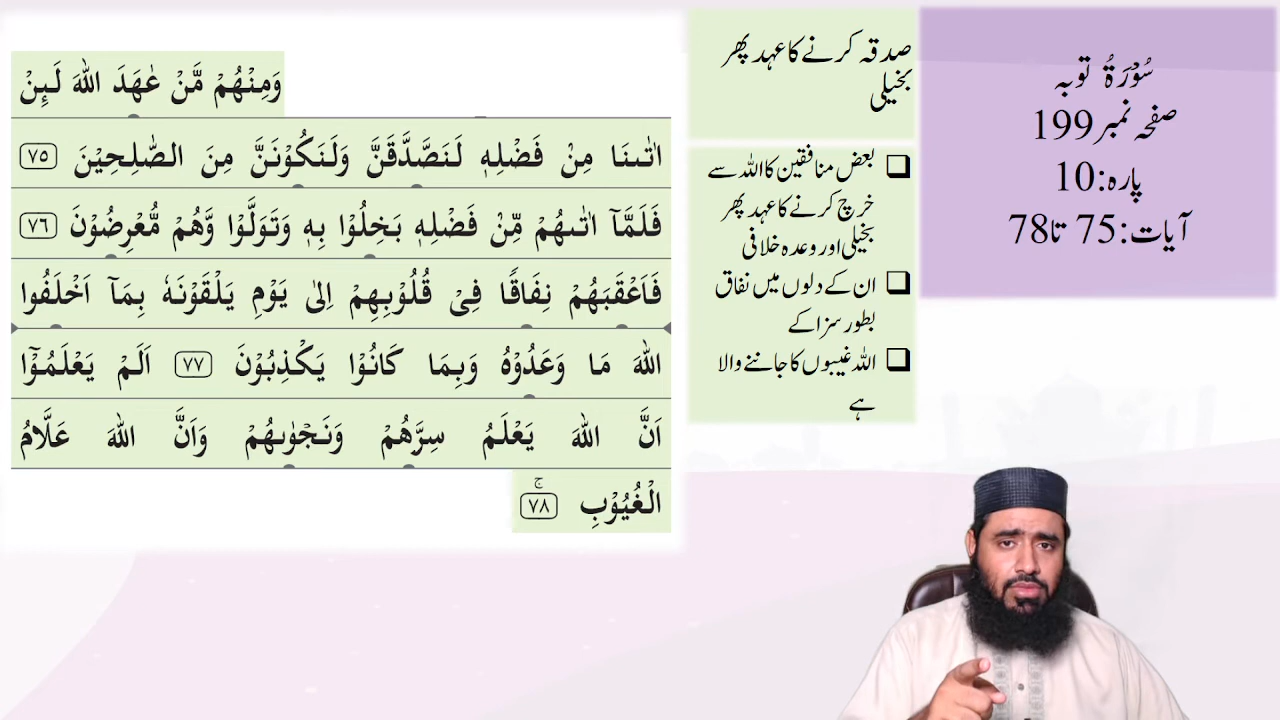 سُوْرَۃُ توبہ
صفحہ نمبر 199
پارہ:10
آیات: 75 تا 78
صدقہ کرنے کا عہد پھر
بخیلی
❑ بعض منافقین کا اللہ سے
خرچ کرنے کا عہد پھر
بخیلی اور وعدہ خلافی
❑ ان کے دلوں میں نفاق
بطور سزا کے
❑ اللہ غیبوں کا جاننے والا
ہے
وَمِنْهُمْ مَّنْ عٰهَدَ اللّٰهَ لَىِٕنْ
اٰتٰىنَا مِنْ فَضْلِهٖ لَنَصَّدَّقَنَّ وَلَنَكُوْنَنَّ مِنَ الصّٰلِحِيْنَ ٧٥
فَلَمَّاۤ اٰتٰىهُمْ مِّنْ فَضْلِهٖ بَخِلُوْا بِهٖ وَتَوَلَّوْا وَّهُمْ مُّعْرِضُوْنَ ٧٦
فَاَعْقَبَهُمْ نِفَاقًا فِيْ قُلُوْبِهِمْ اِلٰى يَوْمِ يَلْقَوْنَهٗ بِمَاۤ اَخْلَفُوا
اللّٰهَ مَا وَعَدُوْهُ وَبِمَا كَانُوْا يَكْذِبُوْنَ ٧٧ اَلَمْ يَعْلَمُوْۤا
اَنَّ اللّٰهَ يَعْلَمُ سِرَّهُمْ وَنَجْوٰىهُمْ وَاَنَّ اللّٰهَ عَلَّامُ
الْغُيُوْبِ ۚ ٧٨